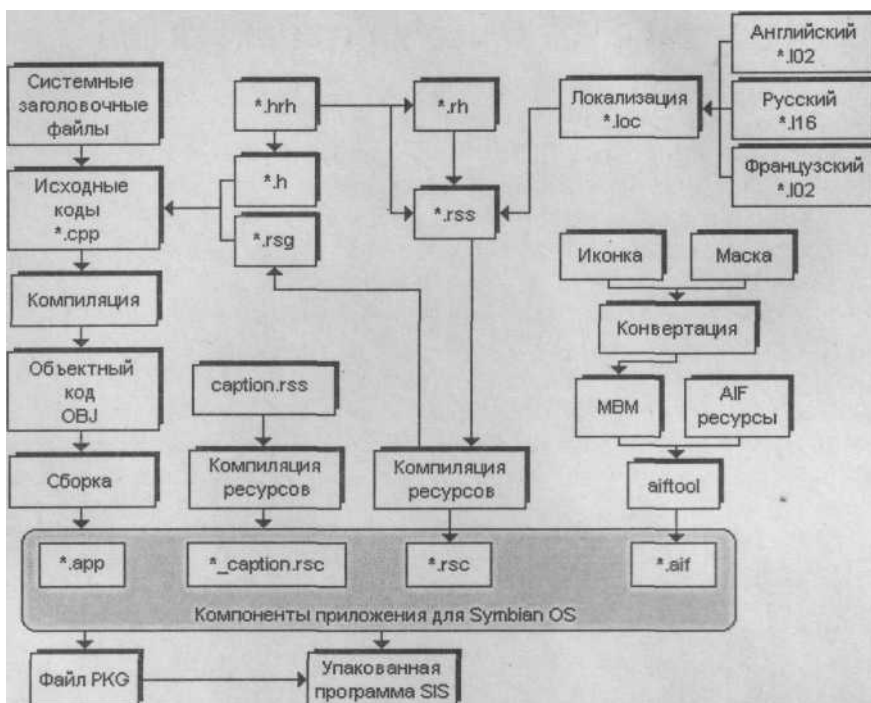 Системные
заголовочные
файлы
*.hrh
*.rh
Локализация
*.loc
Английский
*.l02
Русский
*.l16
Французский
*.l02
Исходные
коды
*.cpp
*.h
*.rsg
*.rss
Иконка
Маска
Компиляция
Конвертация
Объектный
код
OBJ
caption.rss
MBM
AIF
ресурсы
Сборка
Компиляция
ресурсов
Компиляция
ресурсов
aiftool
*.app
*_caption.rsc
*.rsc
*.aif
Компоненты приложения для Symbian OS
Файл PKG
Упакованная
программа SIS